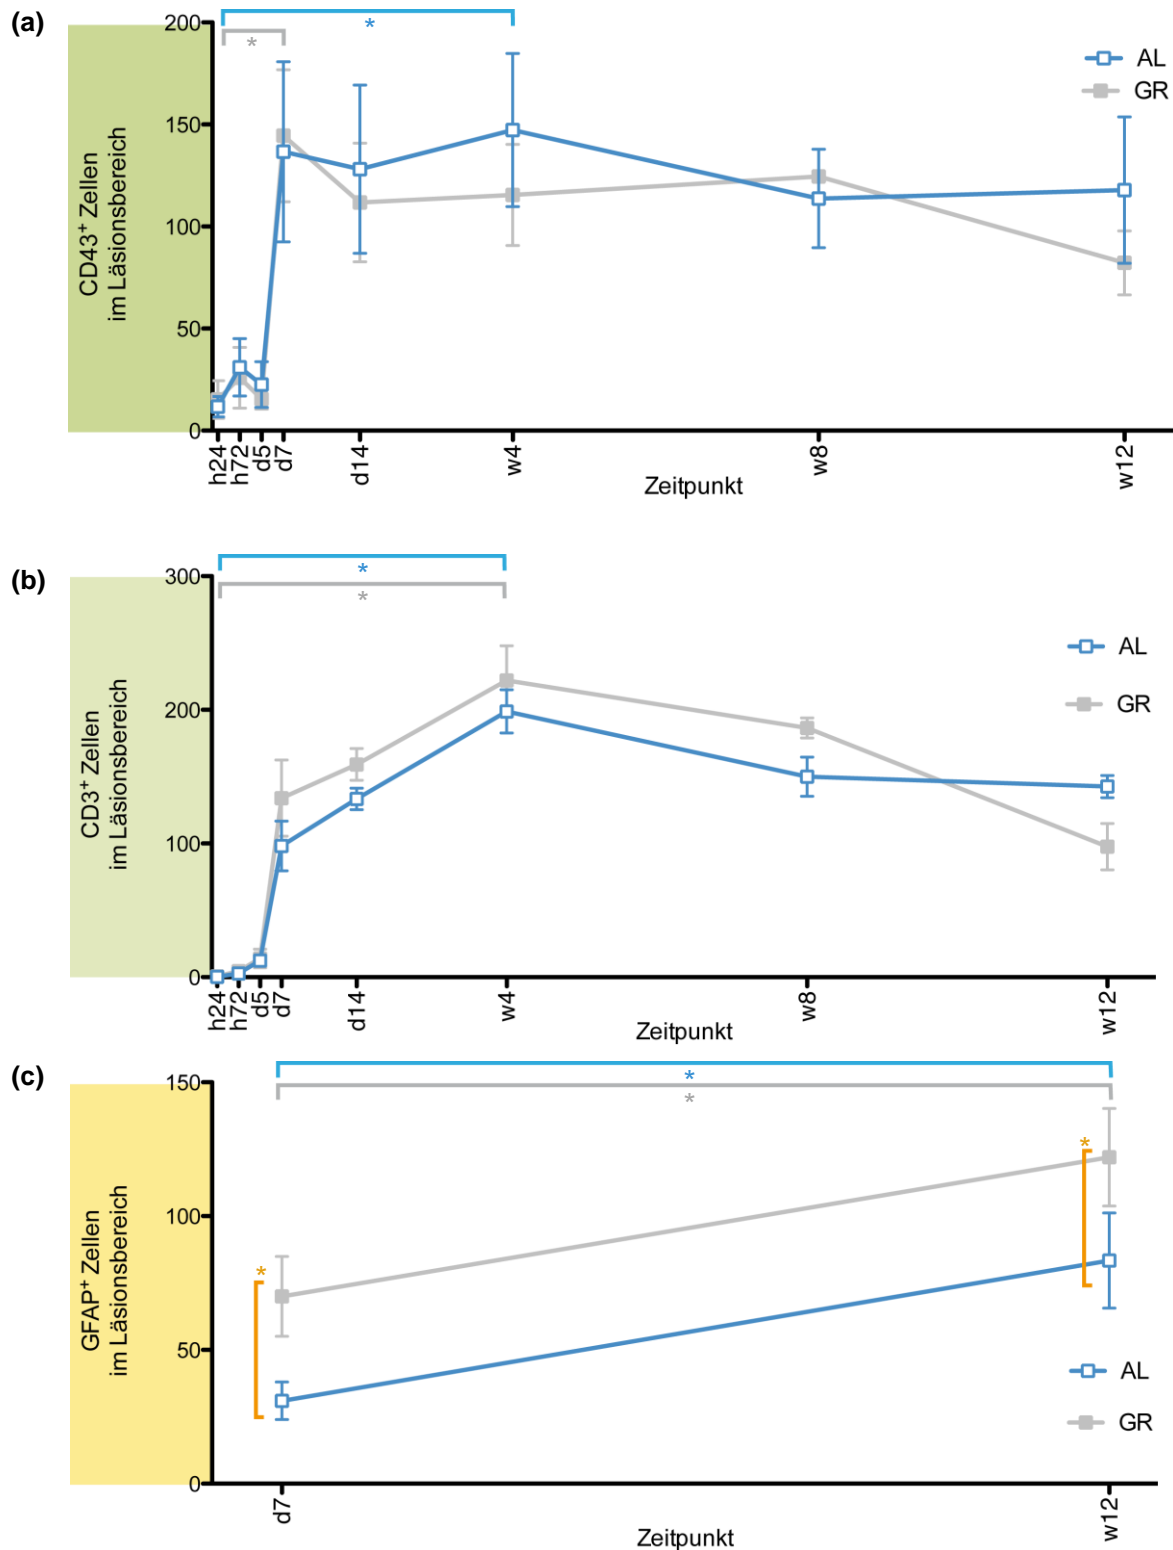 (a)
CD43⁺ Zellen
im Läsionsbereich
200
150
100
50
0
*
*
AL
GR
h24
h72
d5
d7
d14
w4
w8
w12
Zeitpunkt
(b)
CD3⁺ Zellen
im Läsionsbereich
300
200
100
0
*
*
AL
GR
h24
h72
d5
d7
d14
w4
w8
w12
Zeitpunkt
(c)
GFAP⁺ Zellen
im Läsionsbereich
150
100
50
0
*
*
*
*
AL
GR
d7
w12
Zeitpunkt